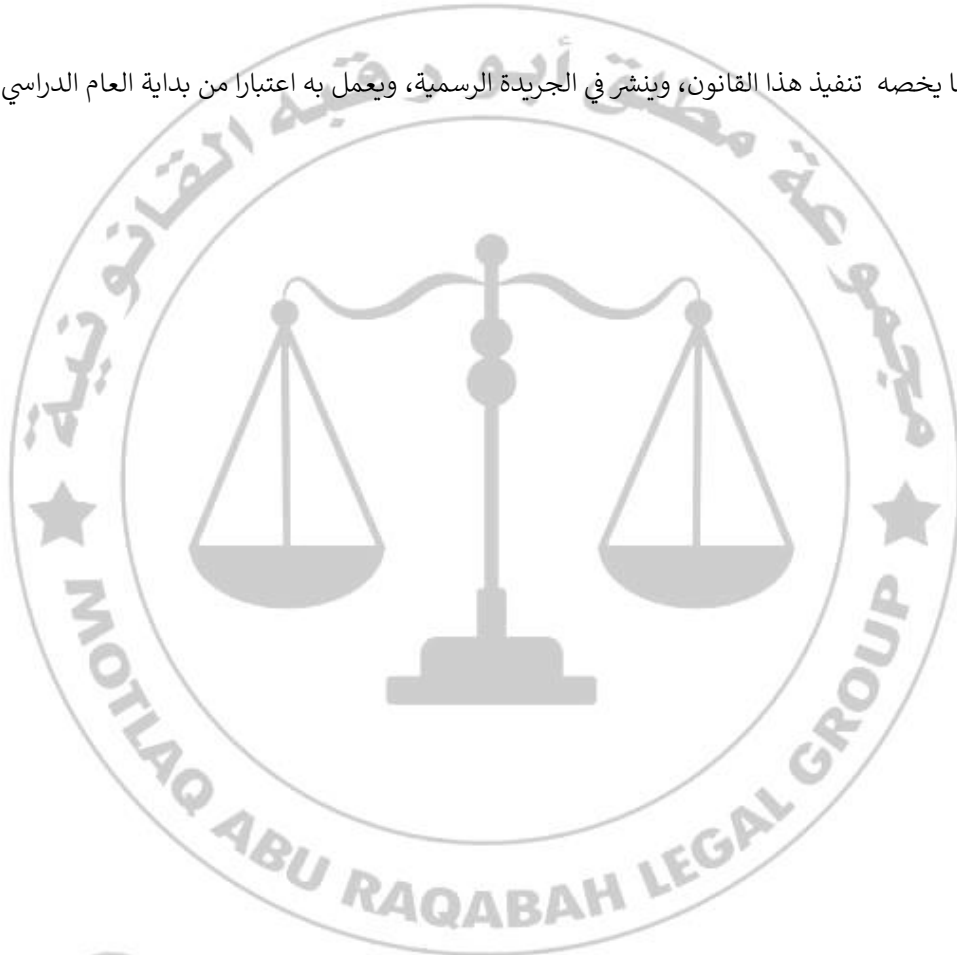 ا يخصه تنفيذ هذا القانون، وينشر في الجريدة الرسمية، ويعمل به اعتبارا من بداية العام الدراسي
مجموعة مطلق أبو رقبه القانونية
MOTLAQ ABU RAQABAH LEGAL GROUP